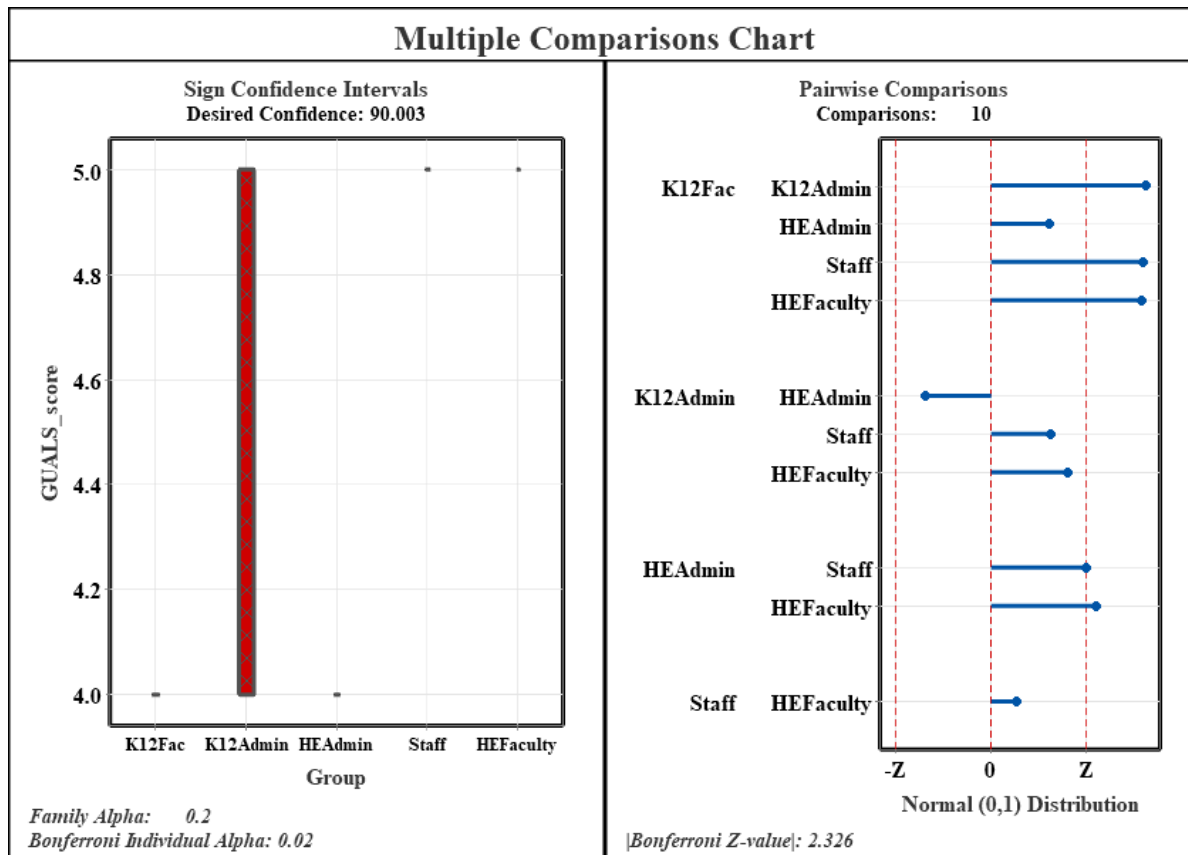 Multiple Comparisons Chart
Sign Confidence Intervals
Desired Confidence: 90.003
5.0
4.8
4.6
4.4
4.2
4.0
GUALS_score
K12Fac K12Admin HEAdmin Staff HEFaculty
Group
Family Alpha: 0.2
Bonferroni Individual Alpha: 0.02
Pairwise Comparisons
Comparisons: 10
K12Fac K12Admin
HEAdmin
Staff
HEFaculty
K12Admin HEAdmin
Staff
HEFaculty
HEAdmin Staff
HEFaculty
Staff HEFaculty
-Z 0 Z
Normal (0,1) Distribution
|Bonferroni Z-value|: 2.326